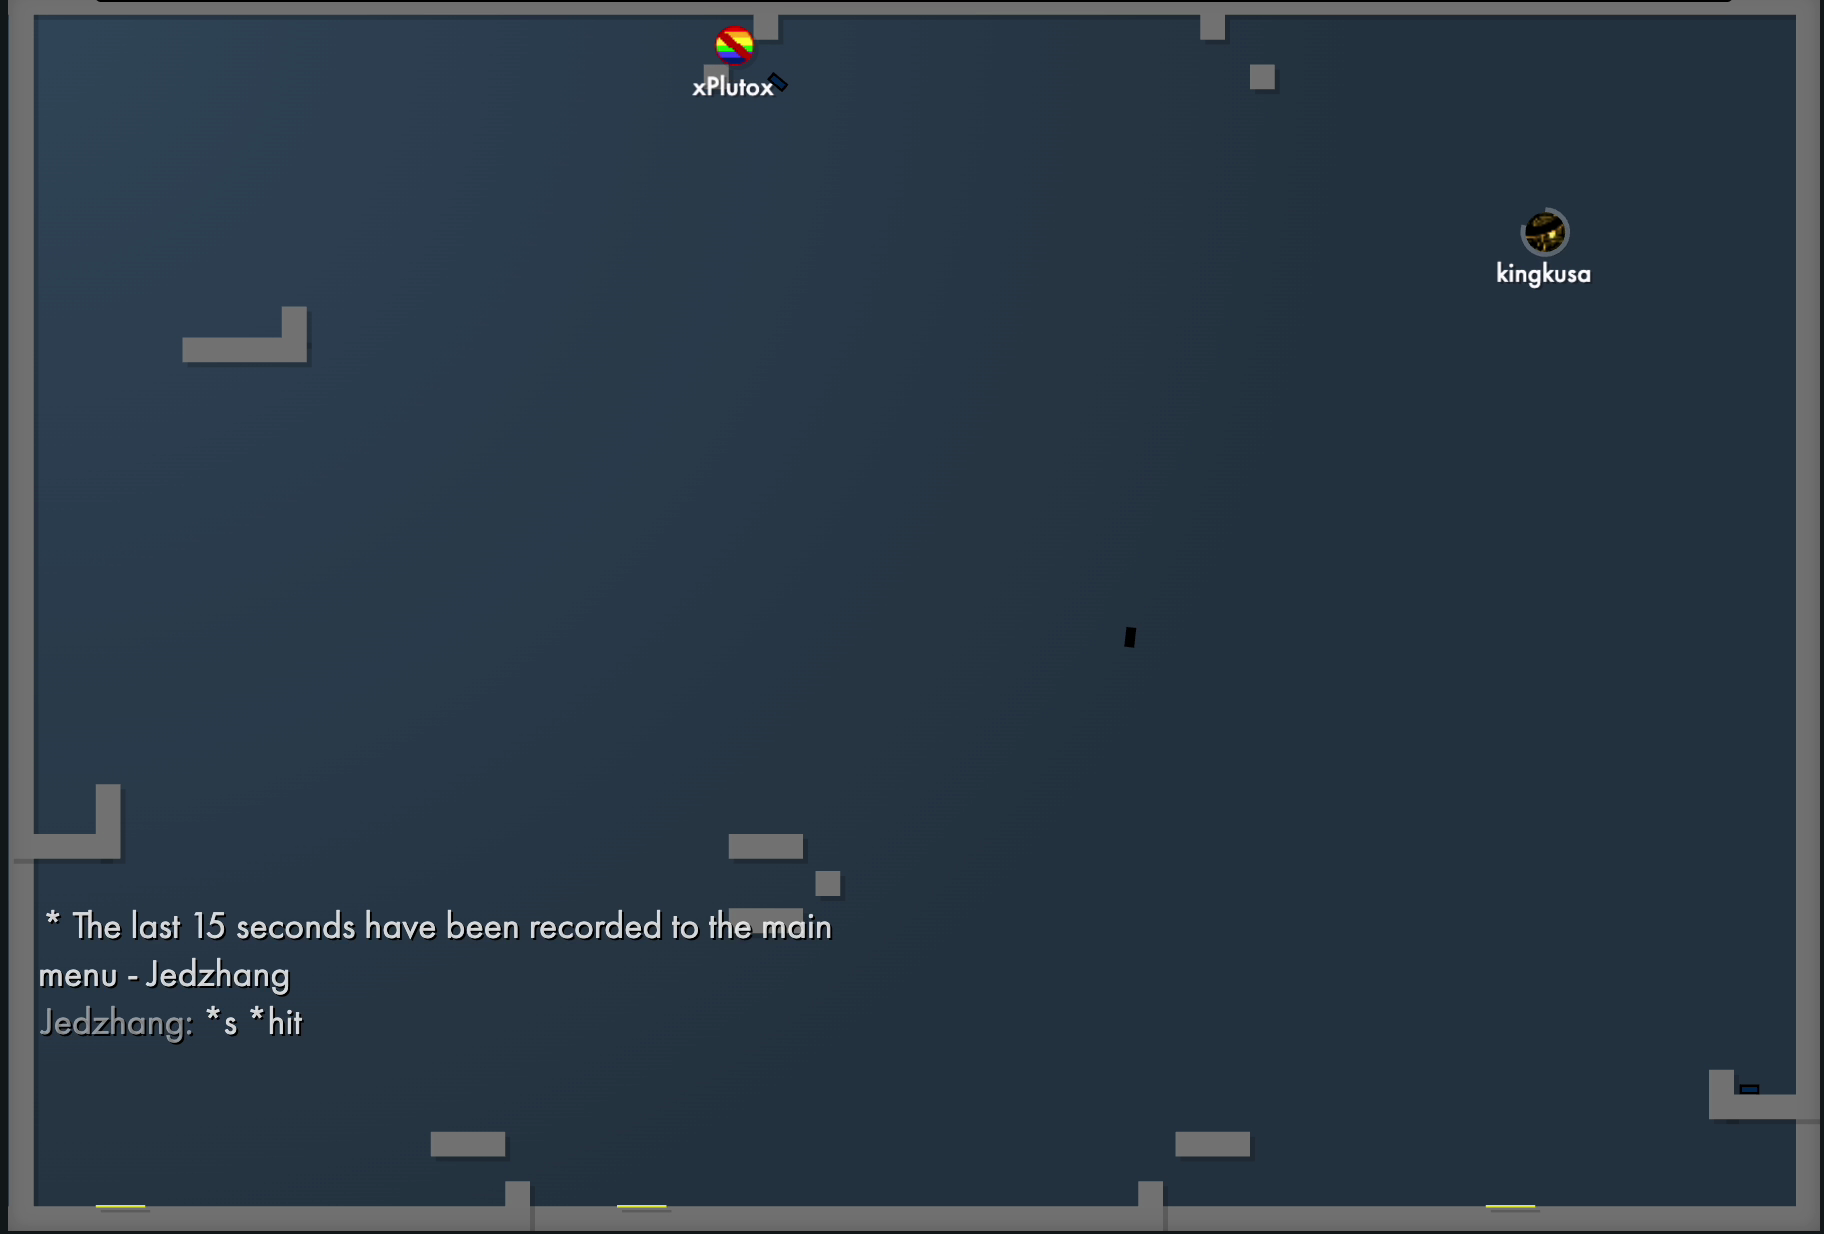 xPlutox
kingkusa
* The last 15 seconds have been recorded to the main
menu - Jedzhang
Jedzhang: *s *hit